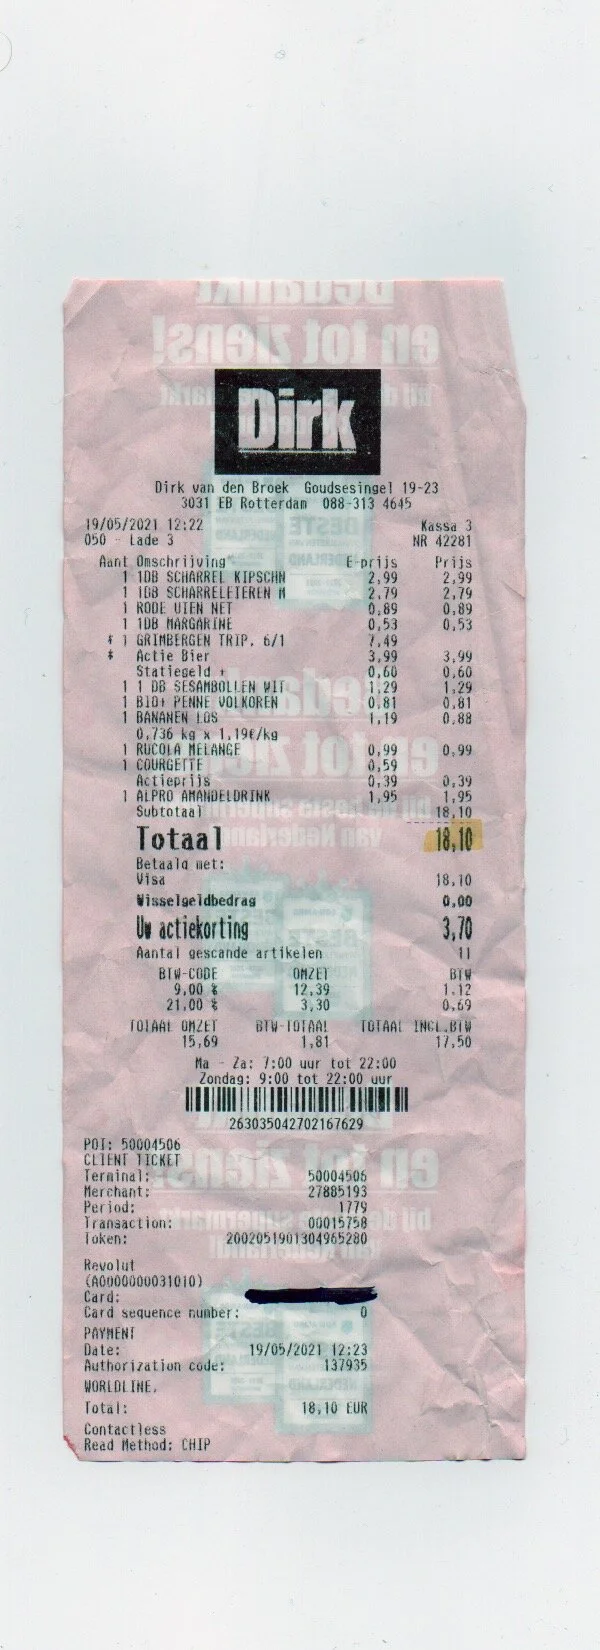 Dirk
Dirk van den Broek Goudsesingel 19-23
3031 EB Rotterdam 088-313 4645
19/05/2021 12:22 Kassa 3
050 - Lade 3 NR 42281
Aant Omschrijving E-prijs Prijs
1 1DB SCHARREL KIPSCHN 2,99 2,99
1 1DB SCHARRELEIEREN M 2,79 2,79
1 RODE UIEN NET 0,89 0,89
1 1DB MARGARINE 0,53 0,53
* 1 GRIMBERGEN TRIP. 6/1 7,49
* Actie Bier 3,99 3,99
Statiegeld + 0,60 0,60
1 1 DB SESAMBOLLEN WIT 1,29 1,29
1 BIO+ PENNE VOLKOREN 0,81 0,81
1 BANANEN LOS 1,19 0,88
0,736 kg x 1,19€/kg
1 RUCOLA MELANGE 0,99 0,99
1 COURGETTE 0,59
Actieprijs 0,39 0,39
1 ALPRO AMANDELDRINK 1,95 1,95
Subtotaal 18,10
Totaal 18,10
Betaald met:
Visa 18,10
Wisselgeldbedrag 0,00
Uw actiekorting 3,70
Aantal gescande artikelen 11
BTW-CODE OMZET BTW
9,00 % 12,39 1,12
21,00 % 3,30 0,69
TOTAAL OMZET BTW-TOTAAL TOTAAL INCL.BTW
15,69 1,81 17,50
Ma - Za: 7:00 uur tot 22:00
Zondag: 9:00 tot 22:00 uur
263035042702167629
POI: 50004506
CLIENT TICKET
Terminal: 50004506
Merchant: 27885193
Period: 1779
Transaction: 00015758
Token: 2002051901304965280
Revolut
(A0000000031010)
Card:
Card sequence number: 0
PAYMENT
Date: 19/05/2021 12:23
Authorization code: 137935
WORLDLINE,
Total: 18,10 EUR
Contactless
Read Method: CHIP